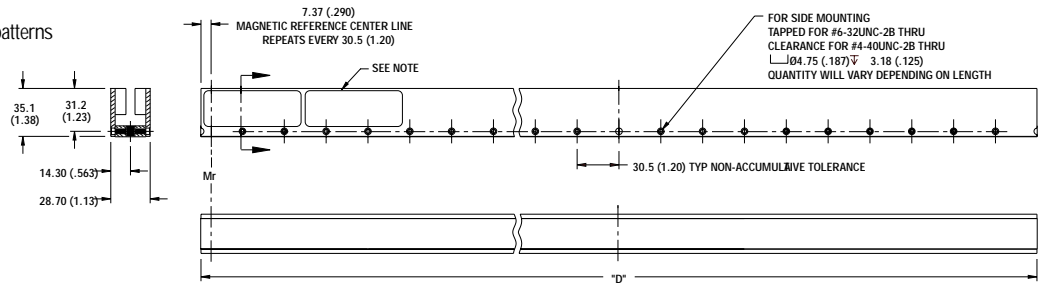 patterns
7.37 (.290)
MAGNETIC REFERENCE CENTER LINE
REPEATS EVERY 30.5 (1.20)
FOR SIDE MOUNTING
TAPPED FOR #6-32UNC-2B THRU
CLEARANCE FOR #4-40UNC-2B THRU
⌴Ø4.75 (.187)↧ 3.18 (.125)
QUANTITY WILL VARY DEPENDING ON LENGTH
SEE NOTE
35.1
(1.38)
31.2
(1.23)
14.30 (.563)
28.70 (1.13)
Mr
30.5 (1.20) TYP NON-ACCUMULATIVE TOLERANCE
"D"